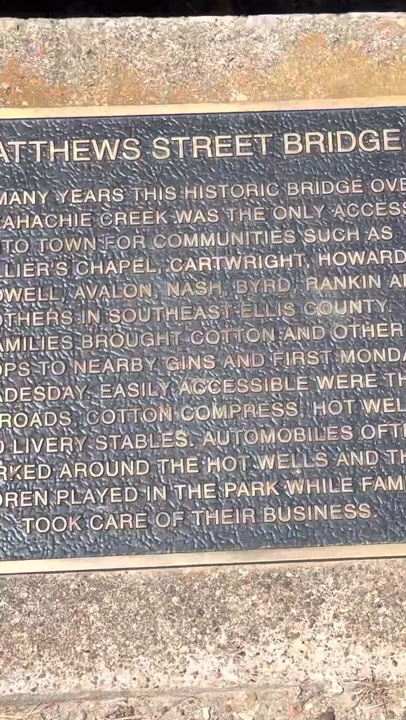 ATTHEWS STREET BRIDGE
MANY YEARS THIS HISTORIC BRIDGE OVE
AHACHIE CREEK WAS THE ONLY ACCESS
TO TOWN FOR COMMUNITIES SUCH AS
LLIER'S CHAPEL, CARTWRIGHT, HOWARD
OWELL, AVALON, NASH, BYRD, RANKIN A
OTHERS IN SOUTHEAST ELLIS COUNTY.
AMILIES BROUGHT COTTON AND OTHER
OPS TO NEARBY GINS AND FIRST MONDA
ADESDAY. EASILY ACCESSIBLE WERE TH
ROADS, COTTON COMPRESS, HOT WEL
D LIVERY STABLES. AUTOMOBILES OFT
RKED AROUND THE HOT WELLS AND TH
DREN PLAYED IN THE PARK WHILE FAMI
TOOK CARE OF THEIR BUSINESS.